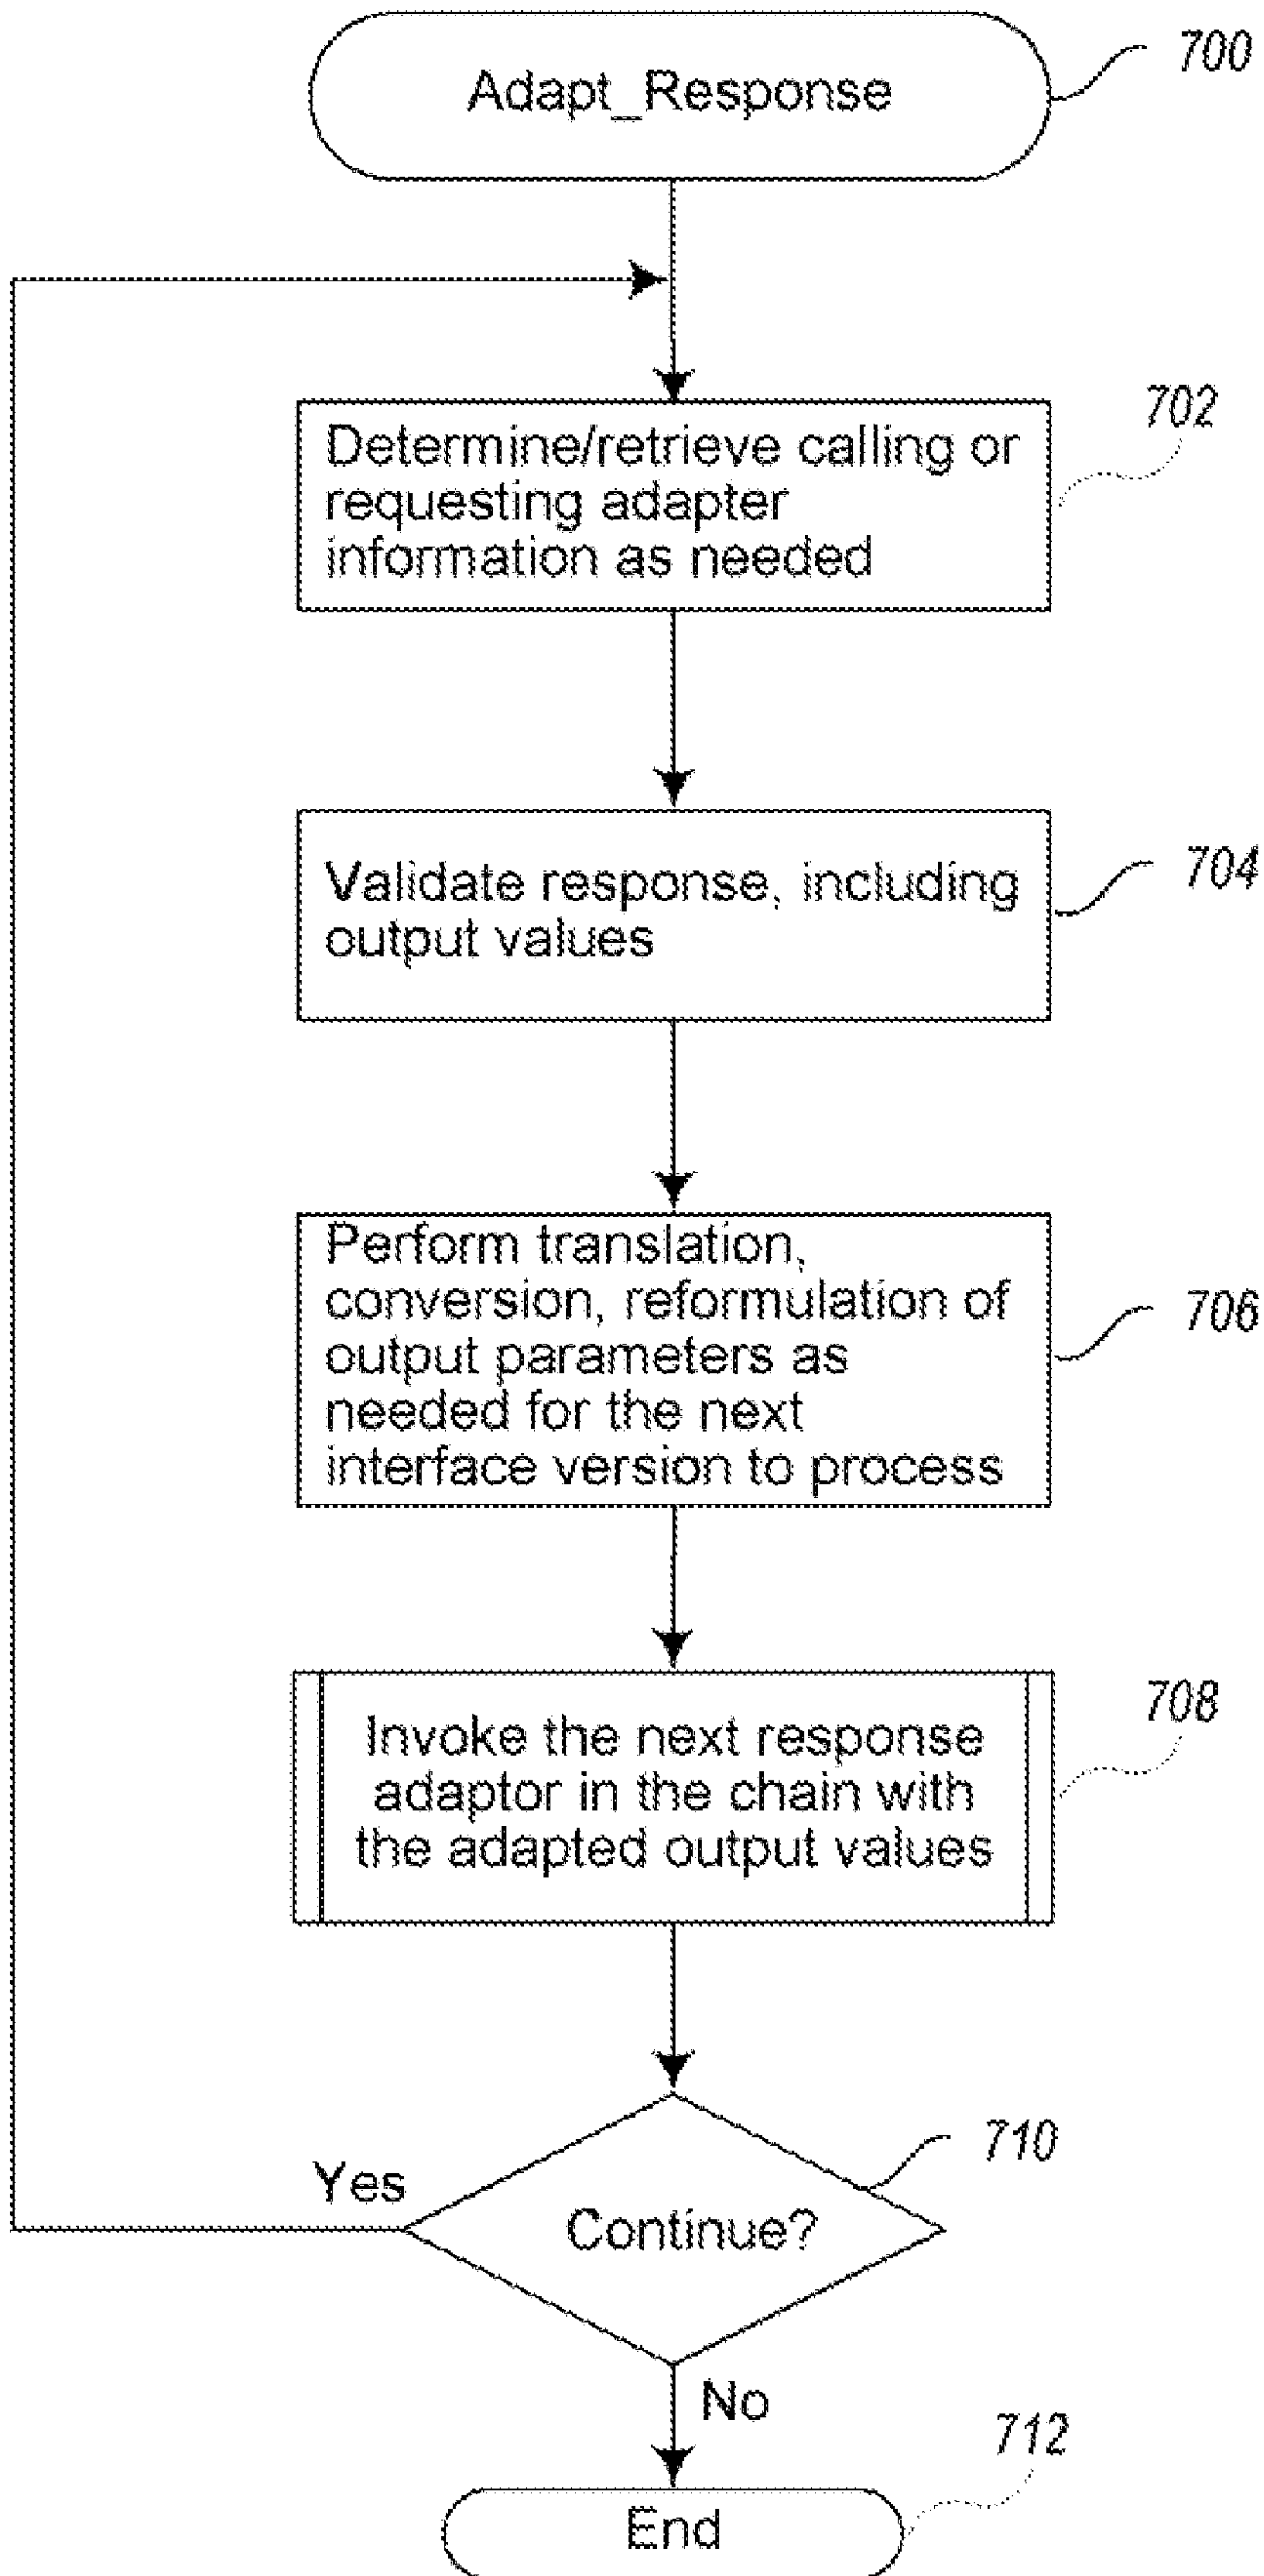 Adapt_Response
700
702
Determine/retrieve calling or
requesting adapter
information as needed
704
Validate response, including
output values
Perform translation,
conversion, reformulation of
output parameters as
needed for the next
interface version to process
706
708
Invoke the next response
adaptor in the chain with
the adapted output values
710
Yes
Continue?
No
712
End